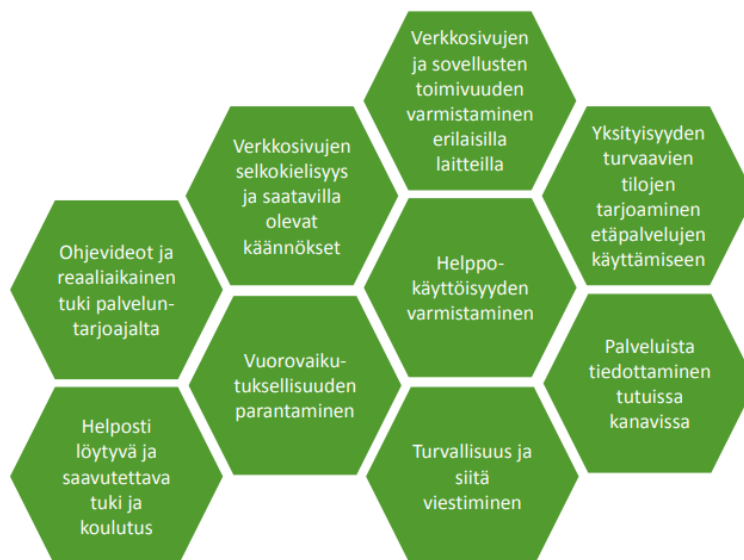 Verkkosivujen
ja sovellusten
toimivuuden
varmistaminen
erilaisilla
laitteilla
Verkkosivujen
selkokielisyys
ja saatavilla
olevat
käännökset
Yksityisyyden
turvaavien
tilojen
tarjoaminen
etäpalvelujen
käyttämiseen
Ohjevideot ja
reaaliaikainen
tuki palvelun-
tarjoajalta
Helppo-
käyttöisyyden
varmistaminen
Vuorovaiku-
tuksellisuuden
parantaminen
Palveluista
tiedottaminen
tutuissa
kanavissa
Helposti
löytyvä ja
saavutettava
tuki ja
koulutus
Turvallisuus ja
siitä
viestiminen